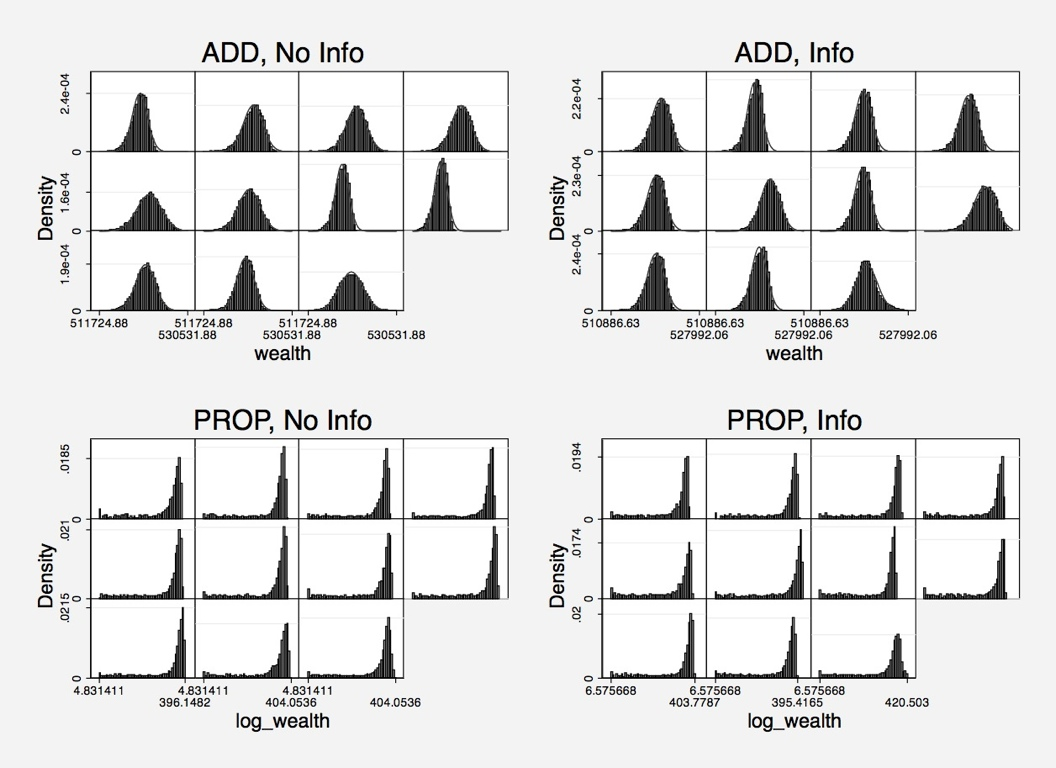 ADD, No Info
Density
2.4e-04
0
1.6e-04
0
1.9e-04
0
511724.88 511724.88 511724.88
530531.88 530531.88 530531.88
wealth
ADD, Info
Density
2.2e-04
0
2.3e-04
0
2.4e-04
0
510886.63 510886.63 510886.63
527992.06 527992.06 527992.06
wealth
PROP, No Info
Density
.0185
0
.021
0
.0215
0
4.831411 4.831411 4.831411
396.1482 404.0536 404.0536
log_wealth
PROP, Info
Density
.0194
0
.0174
0
.02
0
6.575668 6.575668 6.575668
403.7787 395.4165 420.503
log_wealth